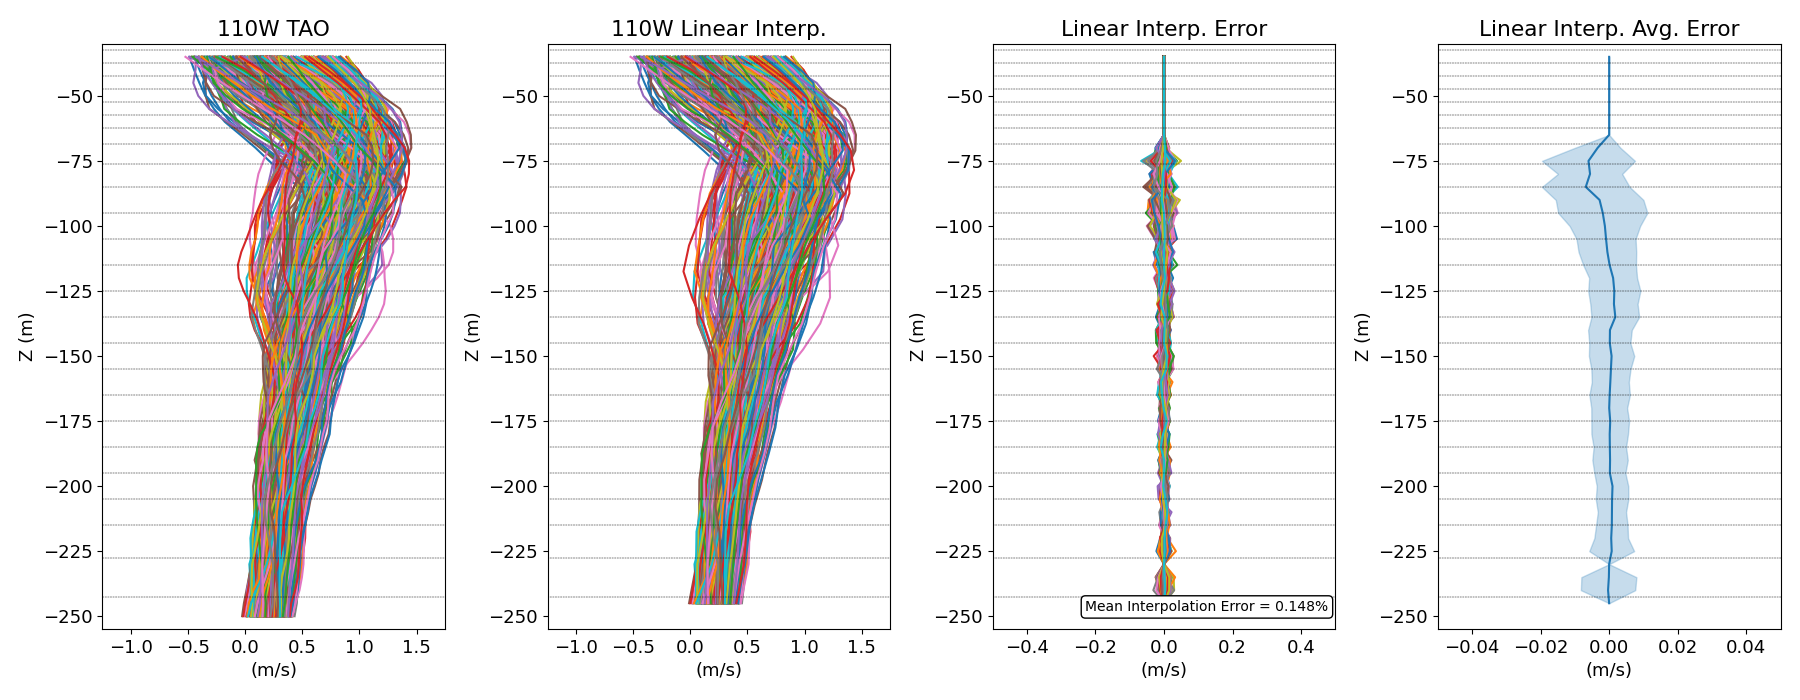 110W TAO
110W Linear Interp.
Linear Interp. Error
Linear Interp. Avg. Error
Z (m)
−50
−75
−100
−125
−150
−175
−200
−225
−250
−1.0 −0.5 0.0 0.5 1.0 1.5
(m/s)
Z (m)
−50
−75
−100
−125
−150
−175
−200
−225
−250
−1.0 −0.5 0.0 0.5 1.0 1.5
(m/s)
Z (m)
−50
−75
−100
−125
−150
−175
−200
−225
−250
Mean Interpolation Error = 0.148%
−0.4 −0.2 0.0 0.2 0.4
(m/s)
Z (m)
−50
−75
−100
−125
−150
−175
−200
−225
−250
−0.04 −0.02 0.00 0.02 0.04
(m/s)